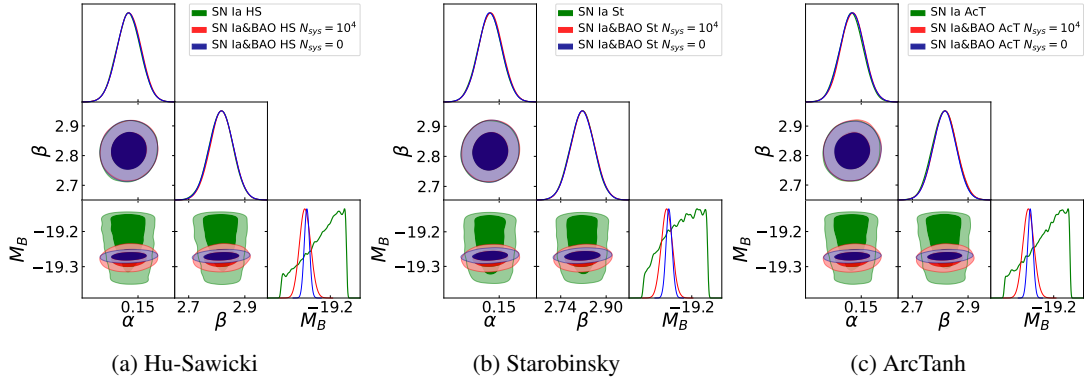 SN Ia HS
SN Ia&BAO HS N_sys = 10^4
SN Ia&BAO HS N_sys = 0
2.9
2.8
2.7
β
−19.2
−19.3
M_B
0.15
α
2.7 2.9
β
−19.2
M_B
(a) Hu-Sawicki
SN Ia St
SN Ia&BAO St N_sys = 10^4
SN Ia&BAO St N_sys = 0
2.9
2.8
2.7
β
−19.2
−19.3
M_B
0.15
α
2.74 2.90
β
−19.2
M_B
(b) Starobinsky
SN Ia AcT
SN Ia&BAO AcT N_sys = 10^4
SN Ia&BAO AcT N_sys = 0
2.9
2.8
2.7
β
−19.2
−19.3
M_B
0.15
α
2.7 2.9
β
−19.2
M_B
(c) ArcTanh